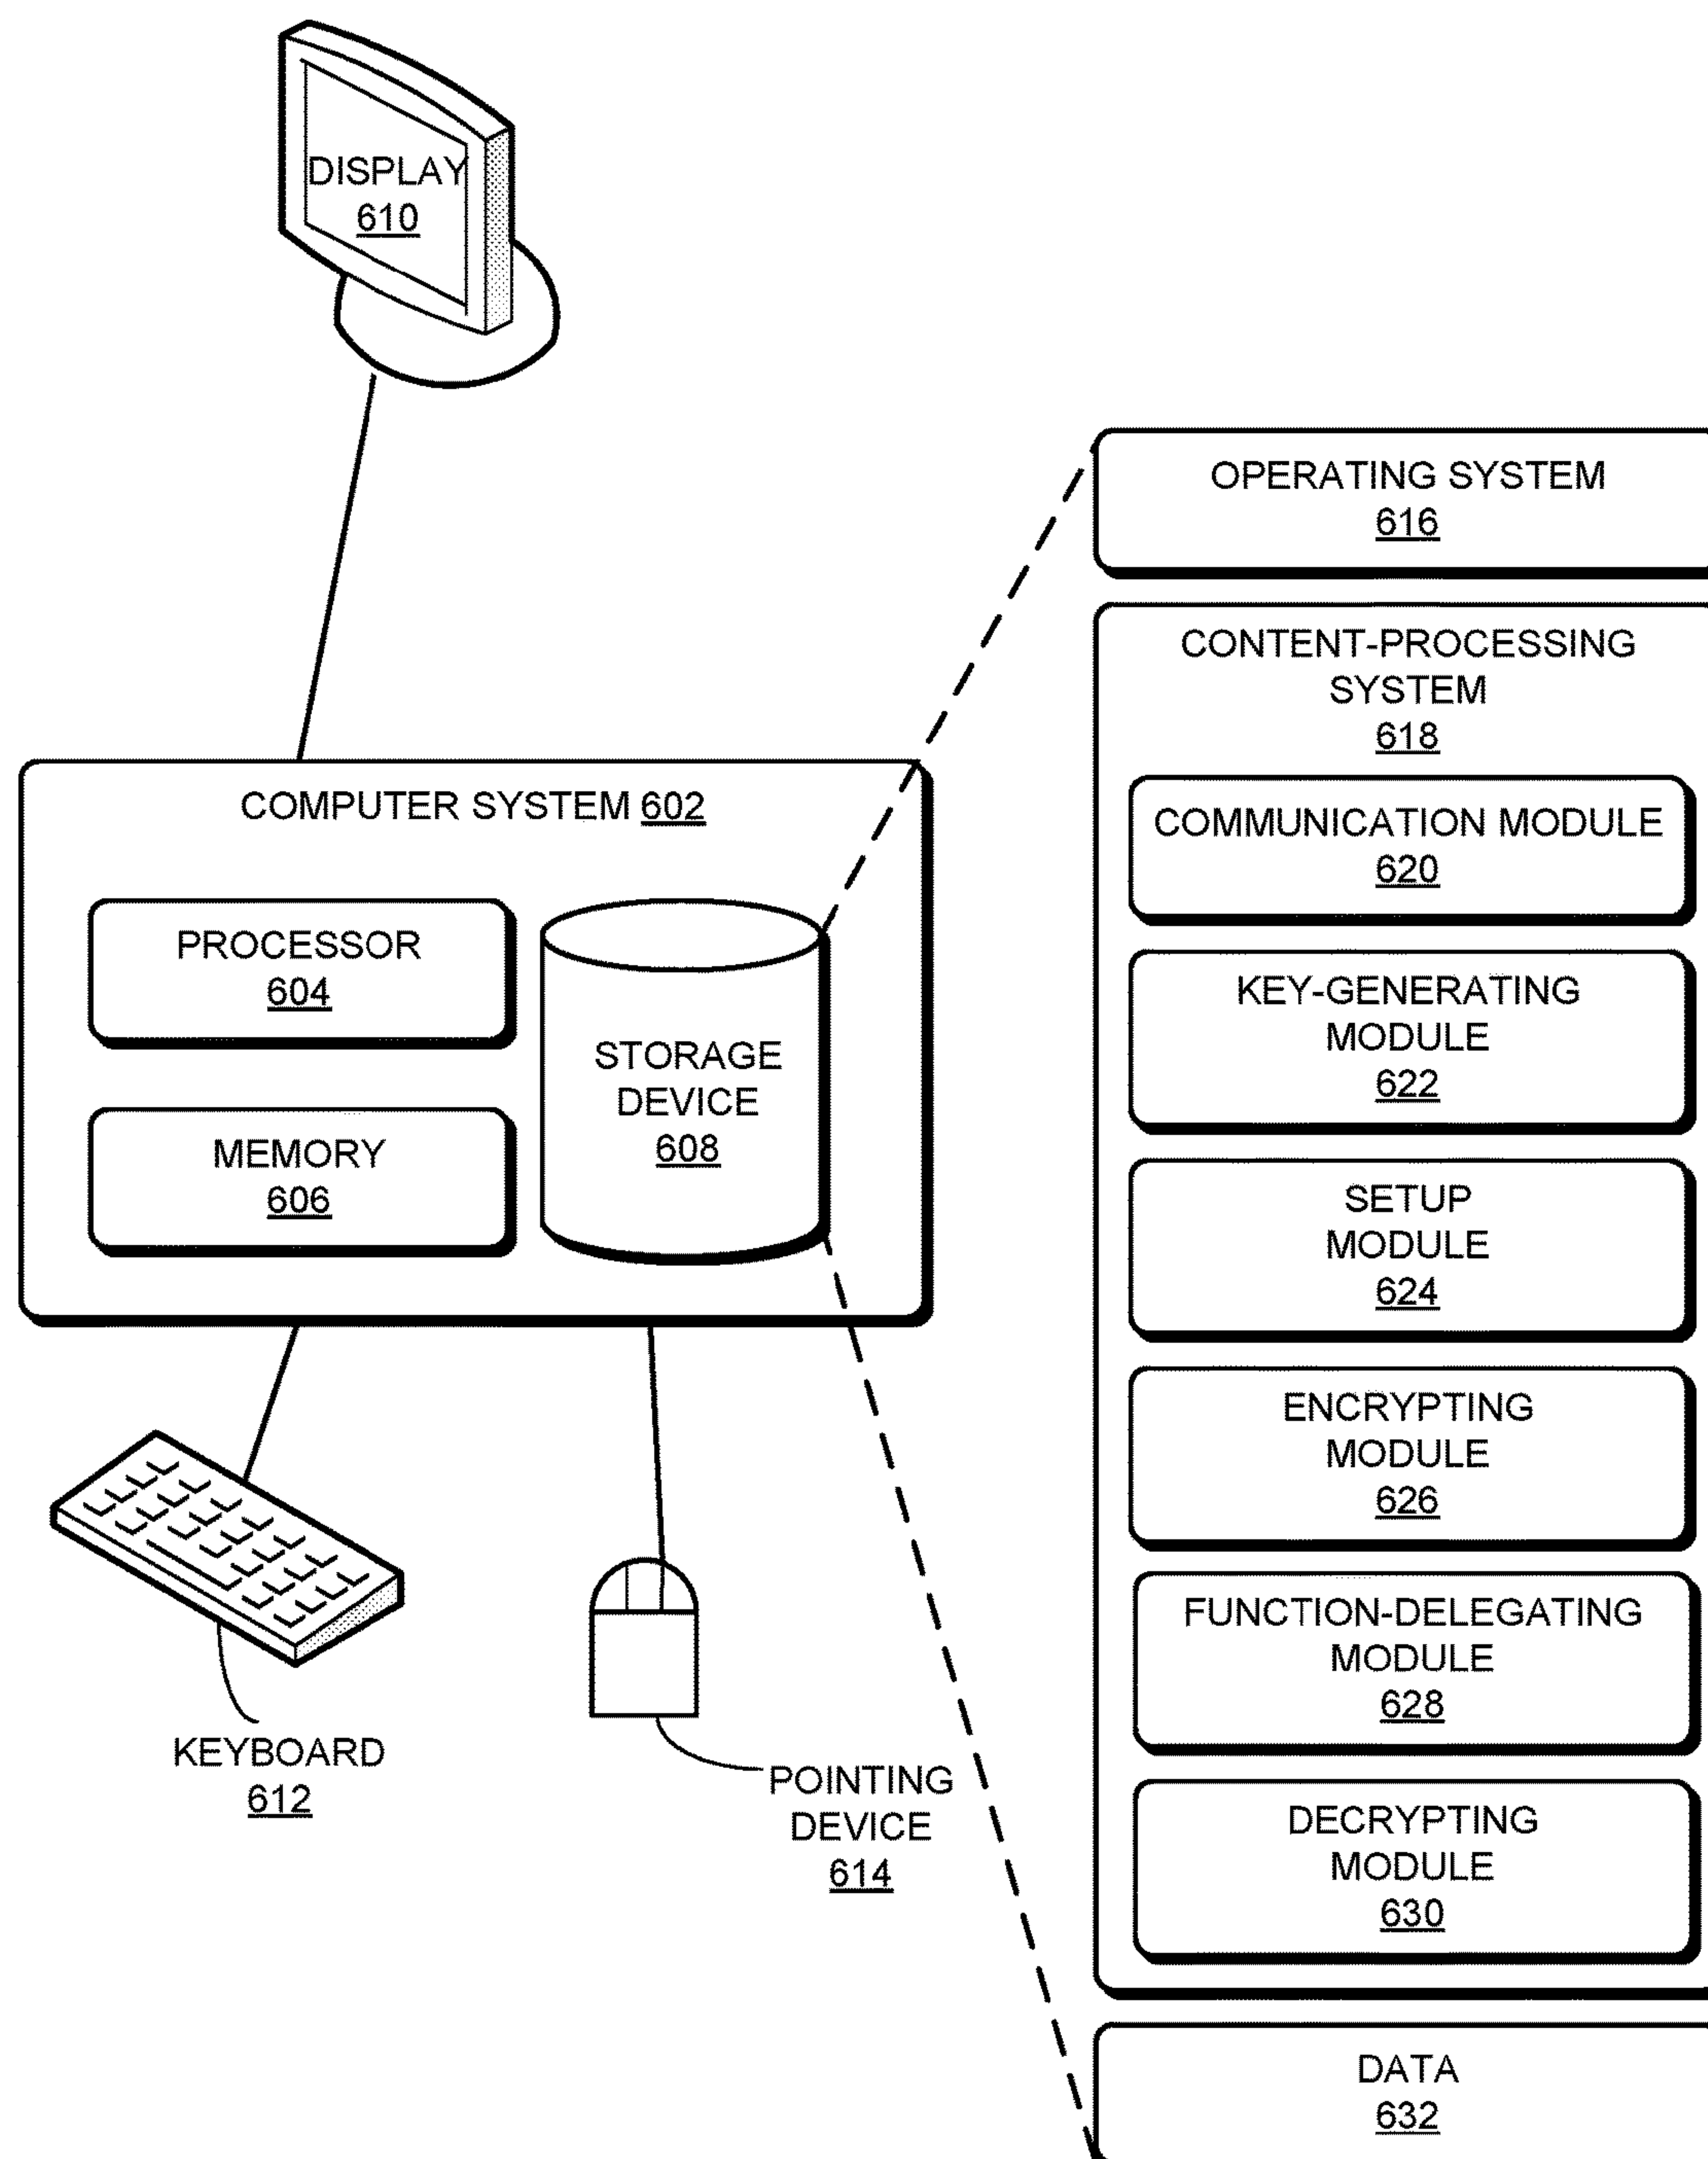 DISPLAY
610
COMPUTER SYSTEM 602
PROCESSOR
604
MEMORY
606
STORAGE
DEVICE
608
KEYBOARD
612
POINTING
DEVICE
614
OPERATING SYSTEM
616
CONTENT-PROCESSING
SYSTEM
618
COMMUNICATION MODULE
620
KEY-GENERATING
MODULE
622
SETUP
MODULE
624
ENCRYPTING
MODULE
626
FUNCTION-DELEGATING
MODULE
628
DECRYPTING
MODULE
630
DATA
632